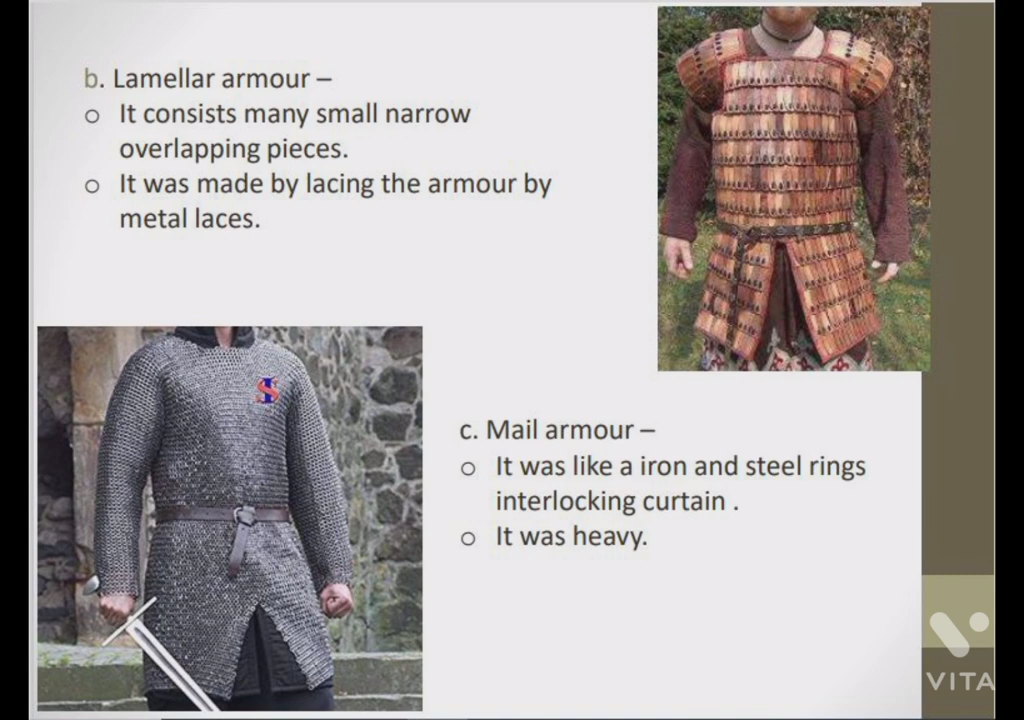 b. Lamellar armour –
o It consists many small narrow
overlapping pieces.
o It was made by lacing the armour by
metal laces.
c. Mail armour –
o It was like a iron and steel rings
interlocking curtain .
o It was heavy.
S
VITA